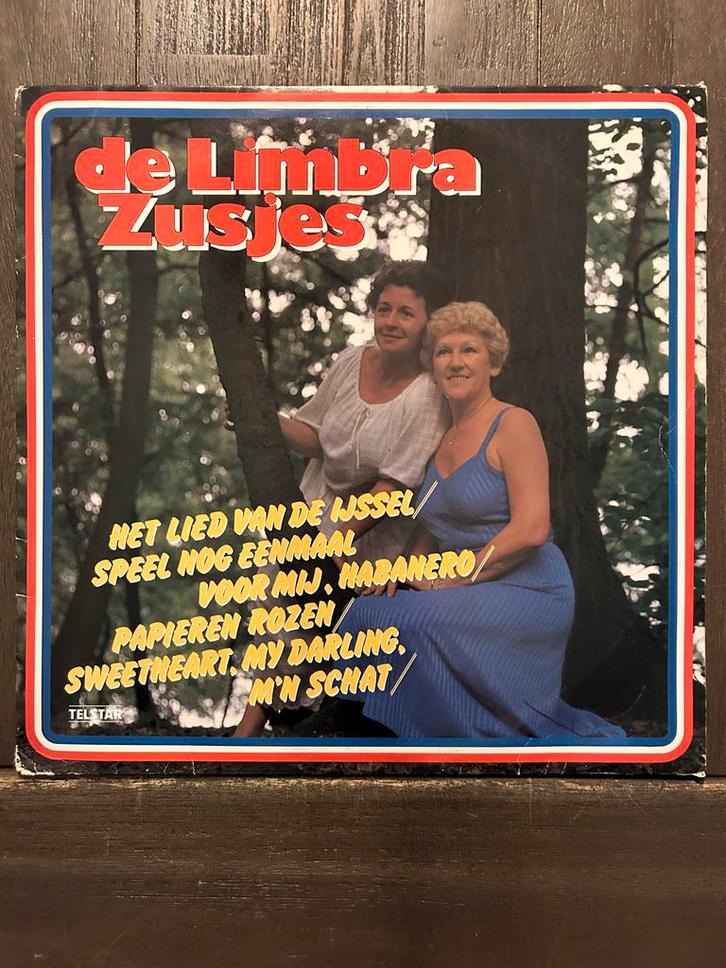 de Limbra
Zusjes
HET LIED VAN DE IJSSEL/
SPEEL NOG EENMAAL
VOOR MIJ, HABANERO/
PAPIEREN ROZEN/
SWEETHEART, MY DARLING,
M'N SCHAT/
TELSTAR